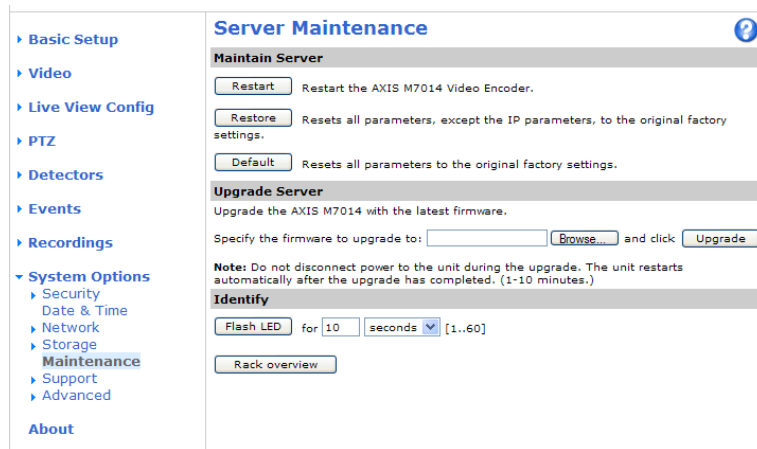 Basic Setup
Video
Live View Config
PTZ
Detectors
Events
Recordings
System Options
Security
Date & Time
Network
Storage
Maintenance
Support
Advanced
About
Server Maintenance
?
Maintain Server
Restart Restart the AXIS M7014 Video Encoder.
Restore Resets all parameters, except the IP parameters, to the original factory
settings.
Default Resets all parameters to the original factory settings.
Upgrade Server
Upgrade the AXIS M7014 with the latest firmware.
Specify the firmware to upgrade to: Browse... and click Upgrade
Note: Do not disconnect power to the unit during the upgrade. The unit restarts
automatically after the upgrade has completed. (1-10 minutes.)
Identify
Flash LED for 10 seconds [1..60]
Rack overview